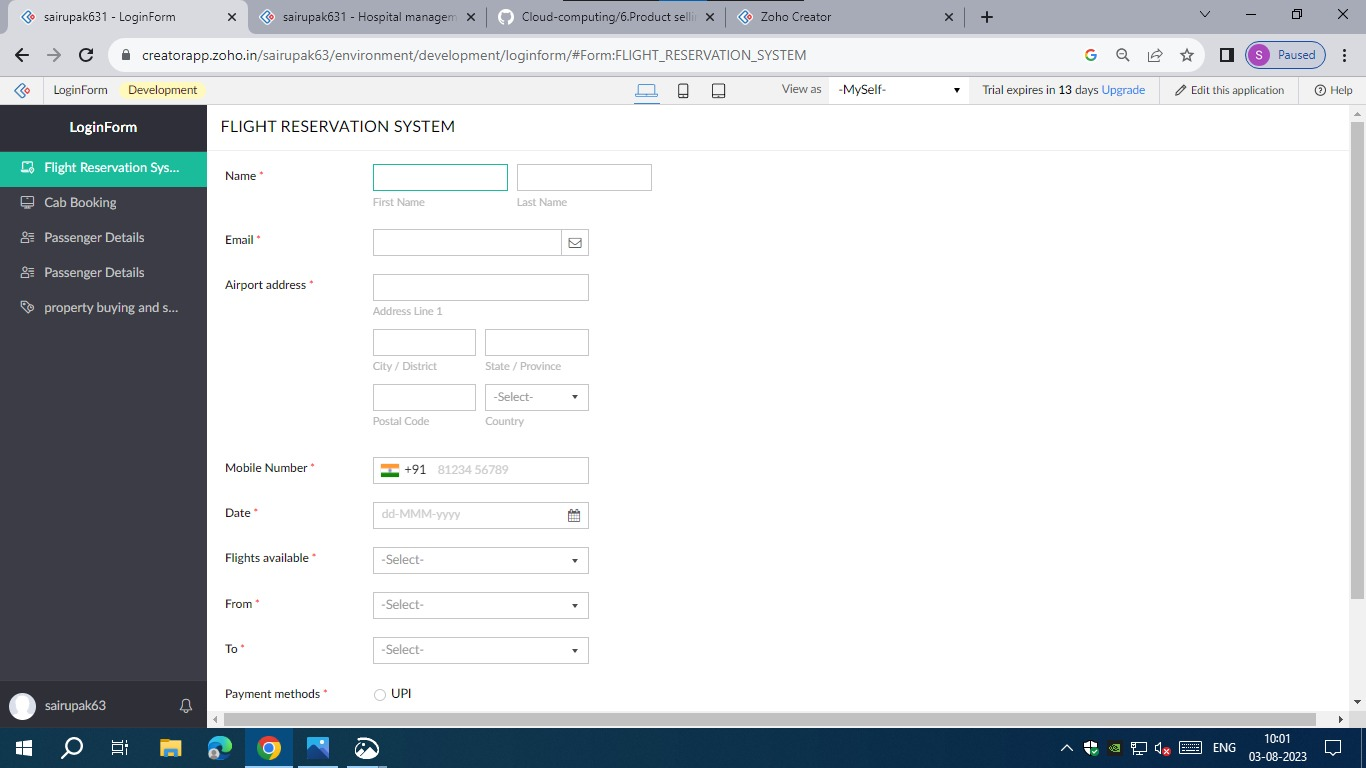 sairupak631 - LoginForm
sairupak631 - Hospital managem
Cloud-computing/6.Product selli
Zoho Creator
creatorapp.zoho.in/sairupak63/environment/development/loginform/#Form:FLIGHT_RESERVATION_SYSTEM
S Paused
LoginForm Development
View as -MySelf-
Trial expires in 13 days Upgrade
Edit this application
Help
LoginForm
Flight Reservation Sys...
Cab Booking
Passenger Details
Passenger Details
property buying and s...
sairupak63
FLIGHT RESERVATION SYSTEM
Name *
First Name Last Name
Email *
Airport address *
Address Line 1
City / District State / Province
-Select-
Postal Code Country
Mobile Number * +91 81234 56789
Date * dd-MMM-yyyy
Flights available * -Select-
From * -Select-
To * -Select-
Payment methods * UPI
ENG
10:01
03-08-2023